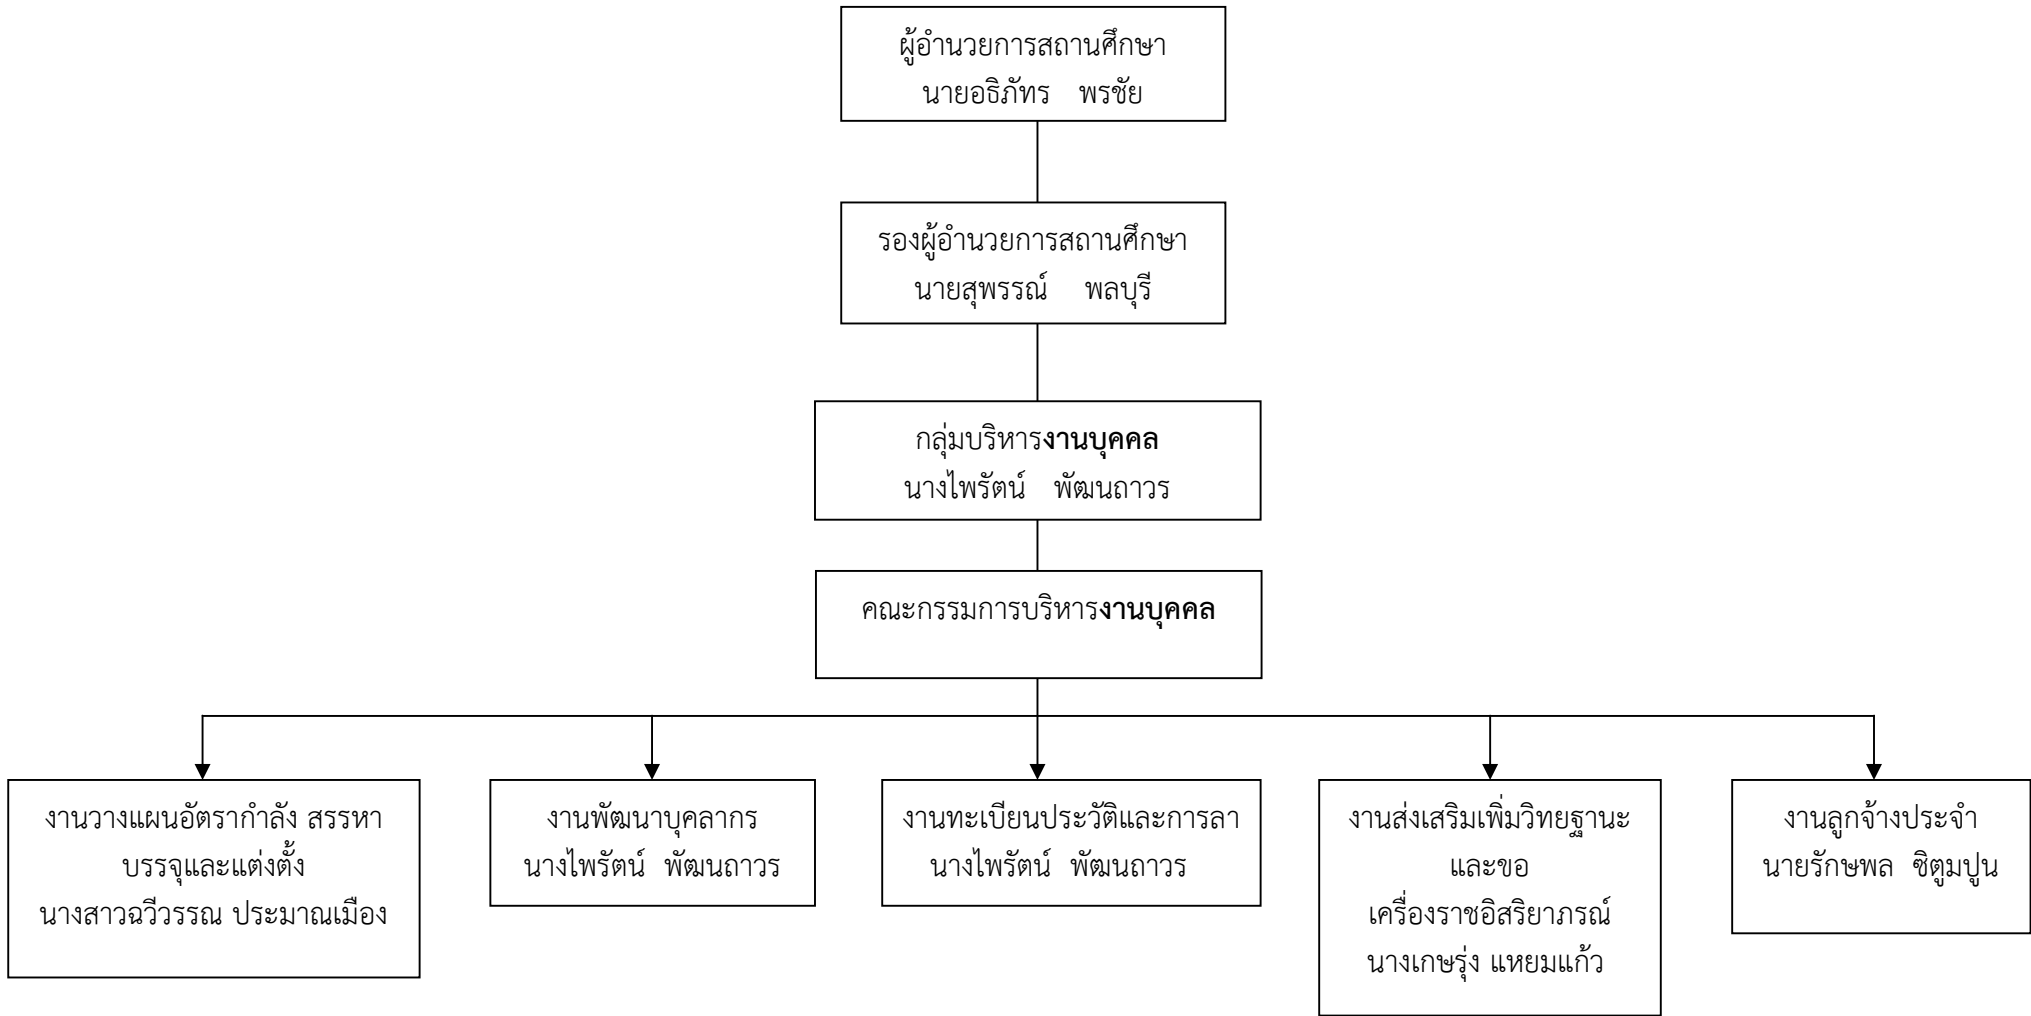 ผู้อำนวยการสถานศึกษา
นายอธิภัทร พรชัย
รองผู้อำนวยการสถานศึกษา
นายสุพรรณ์ พลบุรี
กลุ่มบริหารงานบุคคล
นางไพรัตน์ พัฒนถาวร
คณะกรรมการบริหารงานบุคคล
งานวางแผนอัตรากำลัง สรรหา
บรรจุและแต่งตั้ง
นางสาวฉวีวรรณ ประมาณเมือง
งานพัฒนาบุคลากร
นางไพรัตน์ พัฒนถาวร
งานทะเบียนประวัติและการลา
นางไพรัตน์ พัฒนถาวร
งานส่งเสริมเพิ่มวิทยฐานะ
และขอ
เครื่องราชอิสริยาภรณ์
นางเกษรุ่ง แหยมแก้ว
งานลูกจ้างประจำ
นายรักษพล ซิตูมปูน